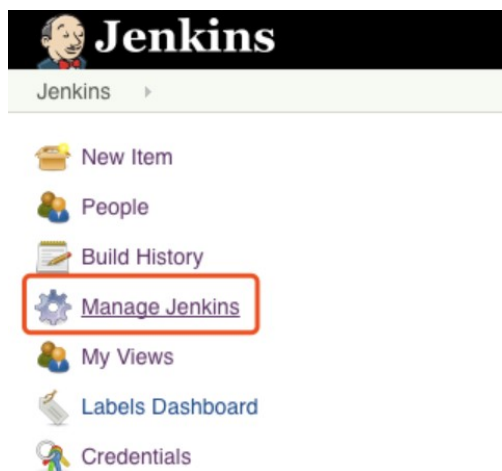 Jenkins
Jenkins
New Item
People
Build History
Manage Jenkins
My Views
Labels Dashboard
Credentials